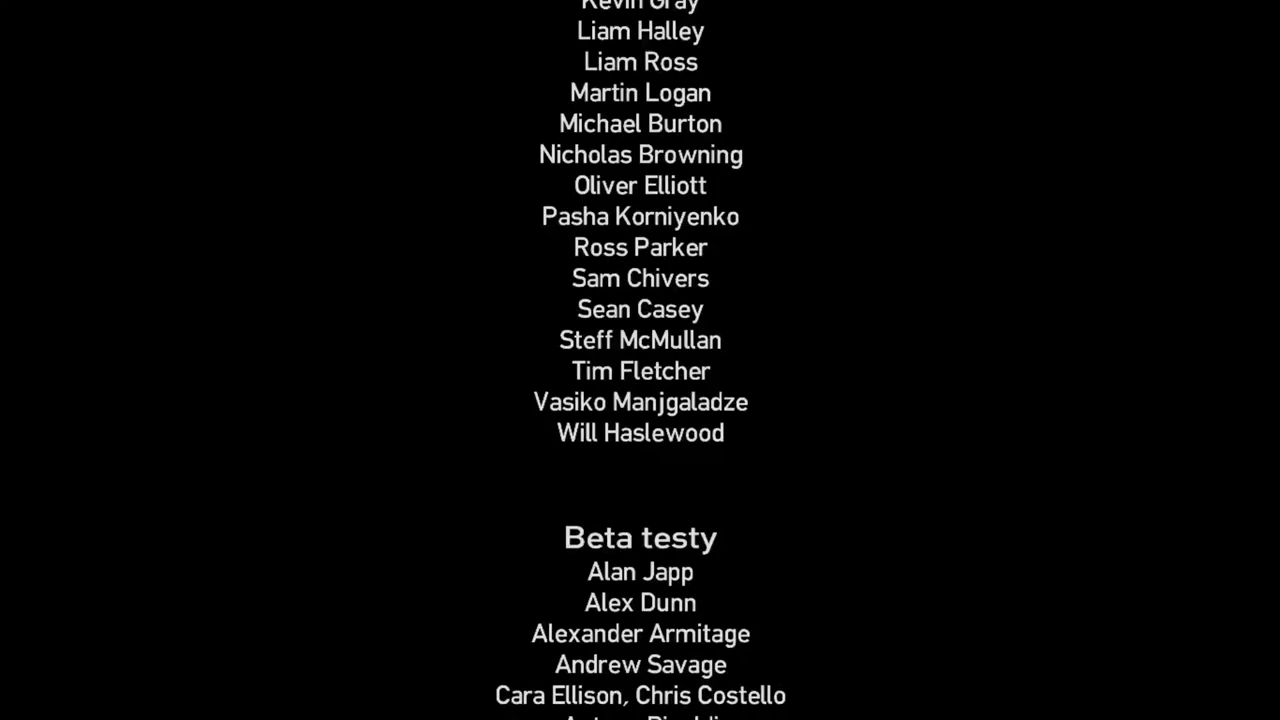 Kevin Gray
Liam Halley
Liam Ross
Martin Logan
Michael Burton
Nicholas Browning
Oliver Elliott
Pasha Korniyenko
Ross Parker
Sam Chivers
Sean Casey
Steff McMullan
Tim Fletcher
Vasiko Manjgaladze
Will Haslewood
Beta testy
Alan Japp
Alex Dunn
Alexander Armitage
Andrew Savage
Cara Ellison, Chris Costello